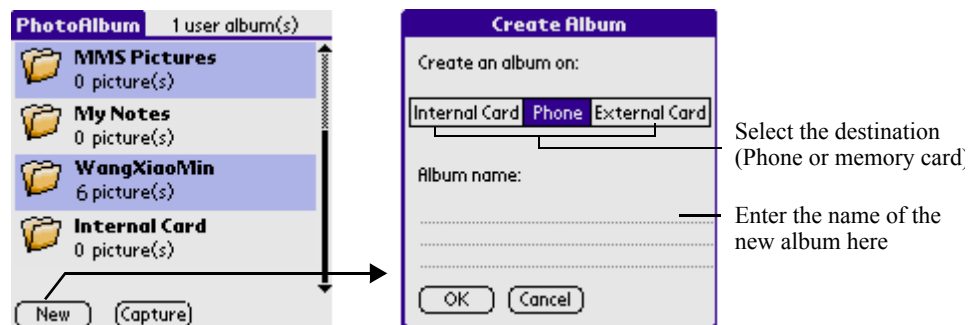 PhotoAlbum 1 user album(s)
MMS Pictures
0 picture(s)
My Notes
0 picture(s)
WangXiaoMin
6 picture(s)
Internal Card
0 picture(s)
New Capture
Create Album
Create an album on:
Internal Card Phone External Card
Album name:
OK Cancel
Select the destination
(Phone or memory card)
Enter the name of the
new album here